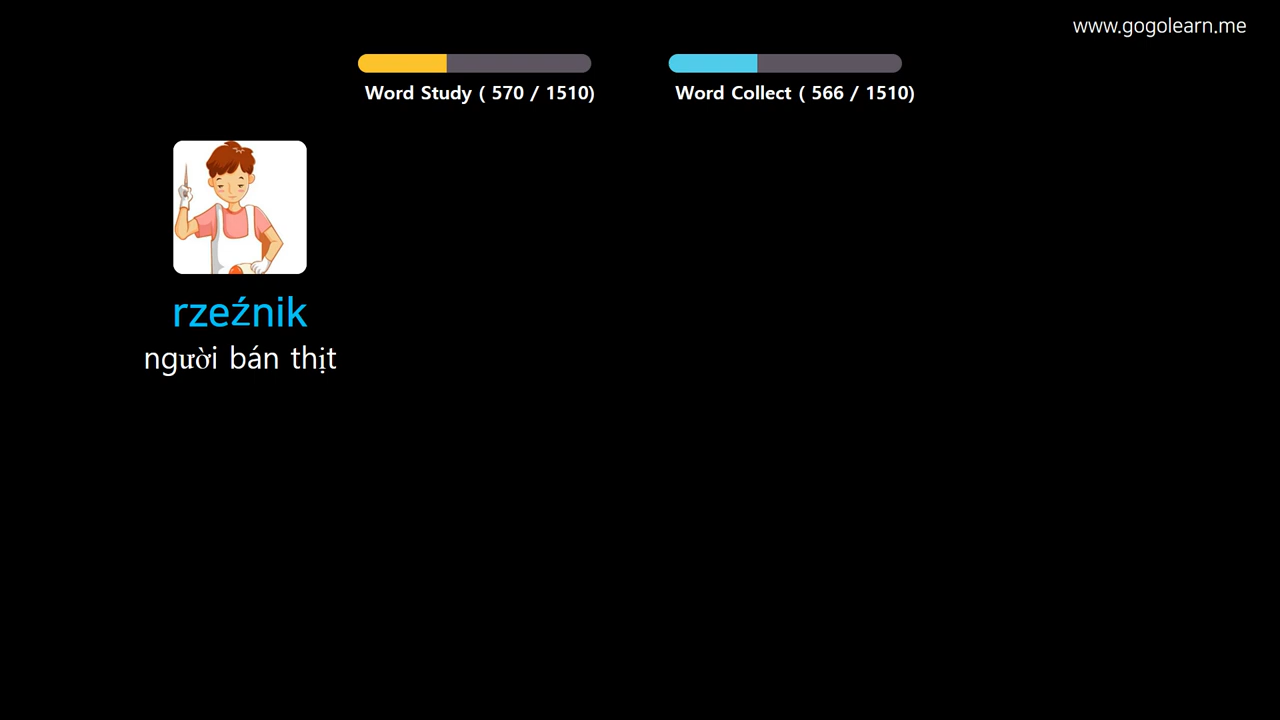 www.gogolearn.me
Word Study ( 570 / 1510)
Word Collect ( 566 / 1510)
rzeźnik
người bán thịt